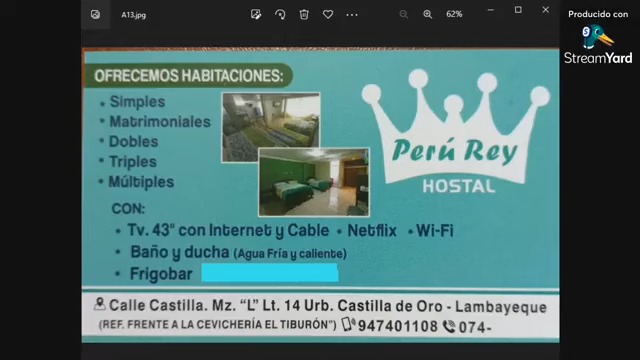 A13.jpg
62%
Producido con
StreamYard
OFRECEMOS HABITACIONES:
• Simples
• Matrimoniales
• Dobles
• Triples
• Múltiples
Perú Rey
HOSTAL
CON:
• Tv. 43" con Internet y Cable • Netflix • Wi-Fi
• Baño y ducha (Agua Fría y caliente)
• Frigobar
Calle Castilla. Mz. “L” Lt. 14 Urb. Castilla de Oro - Lambayeque
(REF. FRENTE A LA CEVICHERÍA EL TIBURÓN") 947401108 074-